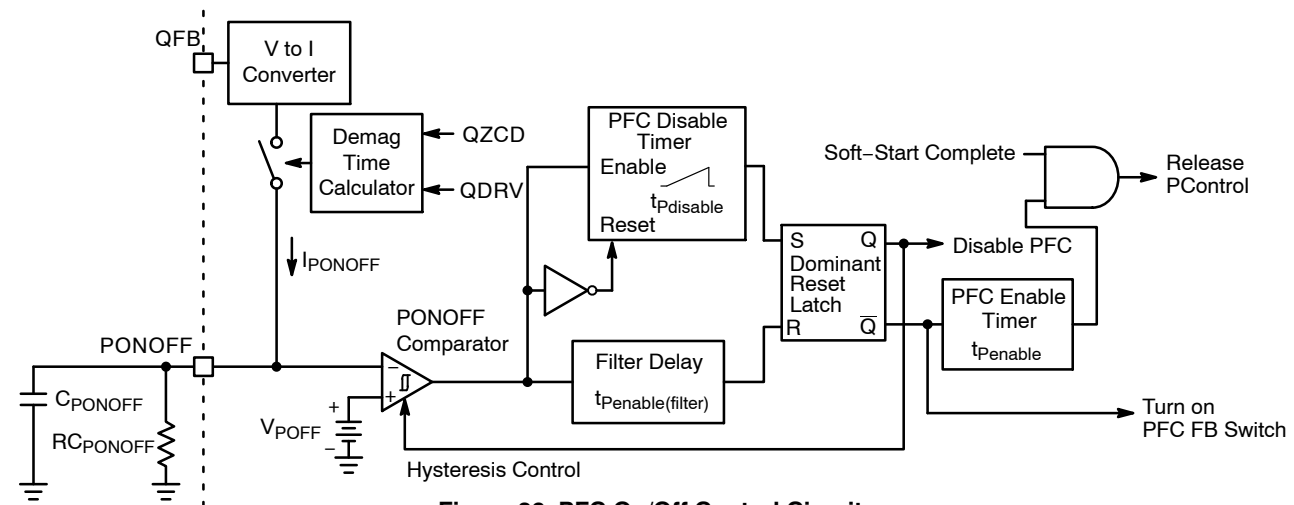 QFB
V to I
Converter
Demag
Time
Calculator
QZCD
QDRV
IPONOFF
PONOFF
CPONOFF
RCPONOFF
PONOFF
Comparator
−
+
VPOFF
+
−
Hysteresis Control
PFC Disable
Timer
Enable
tPdisable
Reset
Filter Delay
tPenable(filter)
S Q
Dominant
Reset
Latch
R Q̅
Disable PFC
Soft−Start Complete
Release
PControl
PFC Enable
Timer
tPenable
Turn on
PFC FB Switch